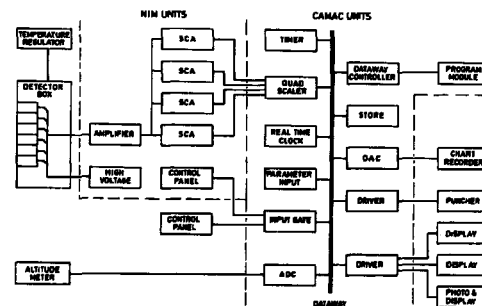 NIM UNITS
CAMAC UNITS
TEMPERATURE
REGULATOR
DETECTOR
BOX
AMPLIFIER
HIGH
VOLTAGE
SCA
SCA
SCA
SCA
CONTROL
PANEL
CONTROL
PANEL
ALTITUDE
METER
TIMER
QUAD
SCALER
REAL TIME
CLOCK
PARAMETER
INPUT
INPUT GATE
ADC
DATAWAY
DATAWAY
CONTROLLER
STORE
DAC
DRIVER
DRIVER
PROGRAM
MODULE
CHART
RECORDER
PUNCHER
DISPLAY
DISPLAY
PHOTO &
DISPLAY